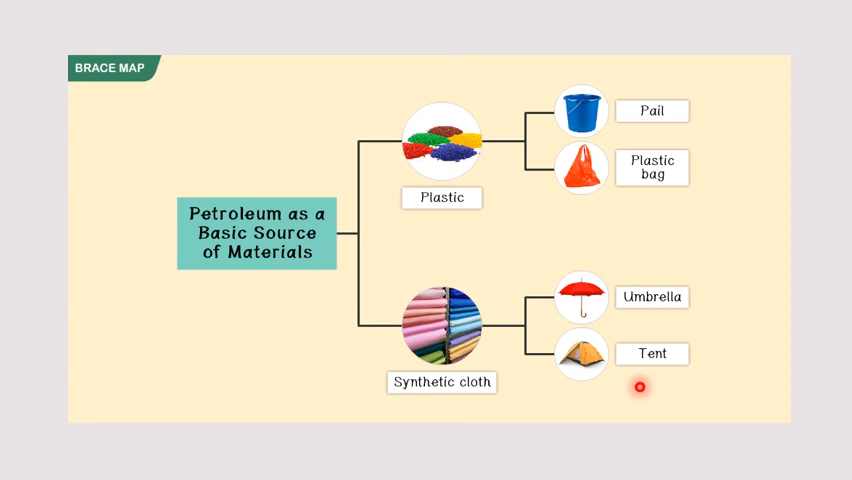 BRACE MAP
Petroleum as a
Basic Source
of Materials
Plastic
Pail
Plastic
bag
Synthetic cloth
Umbrella
Tent